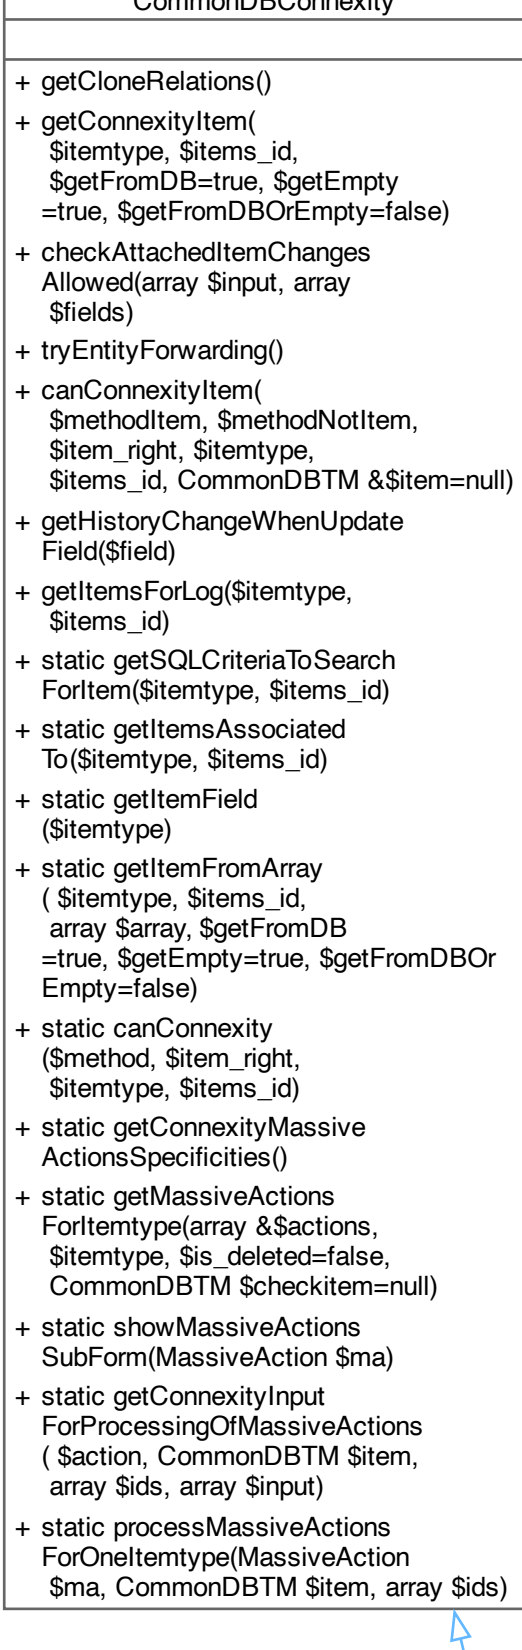 CommonDBConnexity
+ getCloneRelations()
+ getConnexityItem(
$itemtype, $items_id,
$getFromDB=true, $getEmpty
=true, $getFromDBOrEmpty=false)
+ checkAttachedItemChanges
Allowed(array $input, array
$fields)
+ tryEntityForwarding()
+ canConnexityItem(
$methodItem, $methodNotItem,
$item_right, $itemtype,
$items_id, CommonDBTM &$item=null)
+ getHistoryChangeWhenUpdate
Field($field)
+ getItemsForLog($itemtype,
$items_id)
+ static getSQLCriteriaToSearch
ForItem($itemtype, $items_id)
+ static getItemsAssociated
To($itemtype, $items_id)
+ static getItemField
($itemtype)
+ static getItemFromArray
( $itemtype, $items_id,
array $array, $getFromDB
=true, $getEmpty=true, $getFromDBOr
Empty=false)
+ static canConnexity
($method, $item_right,
$itemtype, $items_id)
+ static getConnexityMassive
ActionsSpecificities()
+ static getMassiveActions
ForItemtype(array &$actions,
$itemtype, $is_deleted=false,
CommonDBTM $checkitem=null)
+ static showMassiveActions
SubForm(MassiveAction $ma)
+ static getConnexityInput
ForProcessingOfMassiveActions
( $action, CommonDBTM $item,
array $ids, array $input)
+ static processMassiveActions
ForOneItemtype(MassiveAction
$ma, CommonDBTM $item, array $ids)